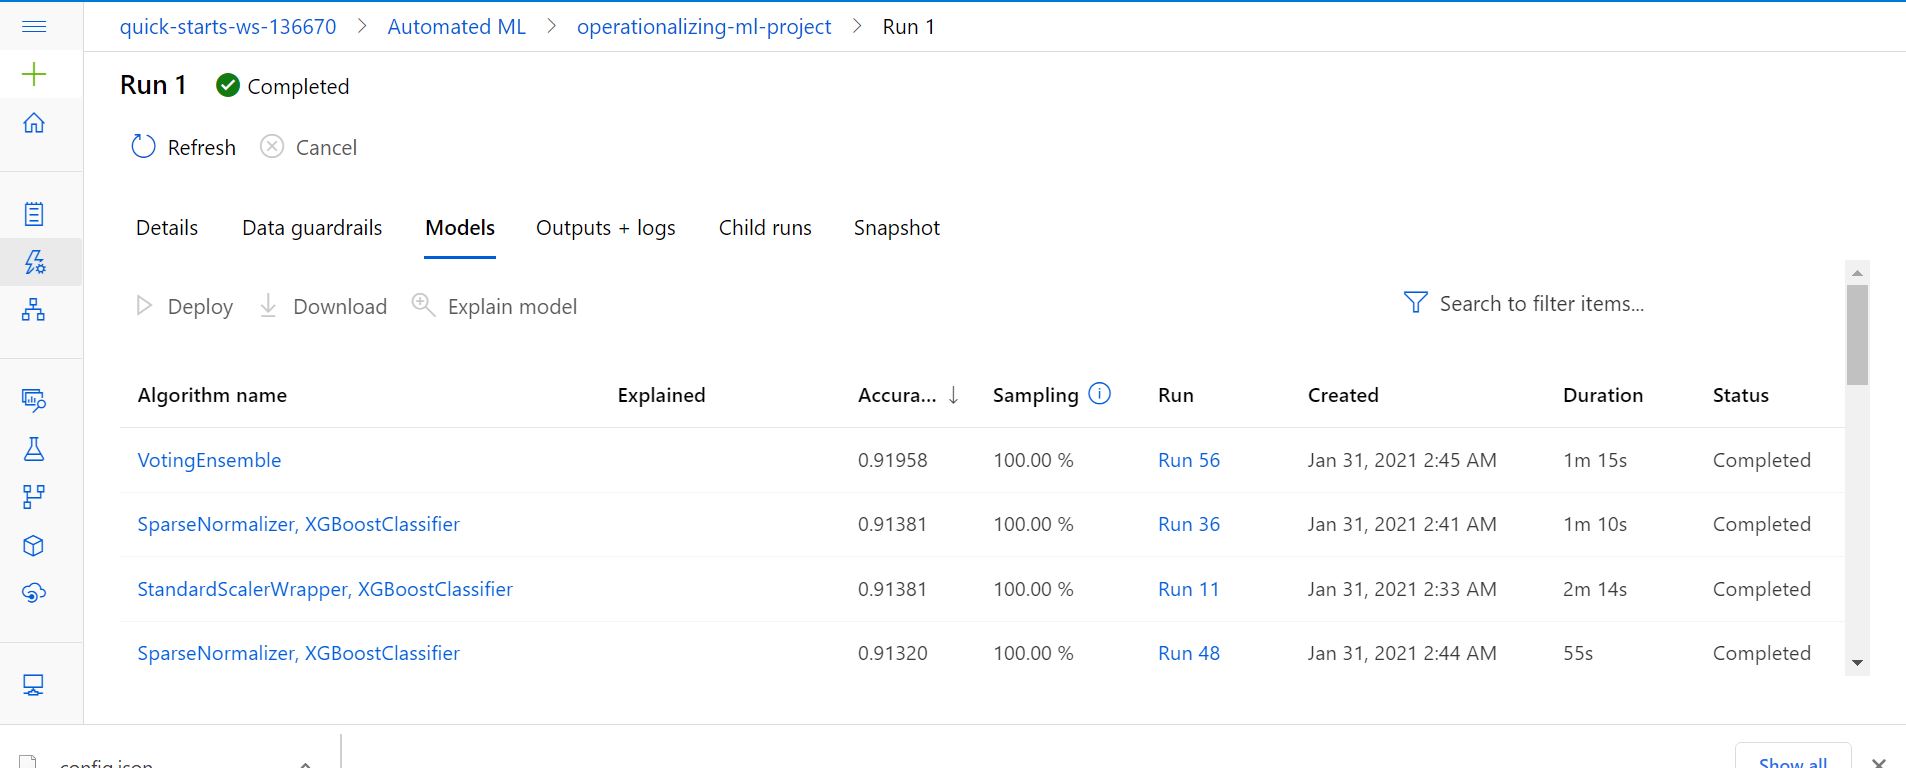 quick-starts-ws-136670 > Automated ML > operationalizing-ml-project > Run 1
Run 1 Completed
Refresh Cancel
Details Data guardrails Models Outputs + logs Child runs Snapshot
Deploy Download Explain model Search to filter items...
Algorithm name Explained Accura... ↓ Sampling Run Created Duration Status
VotingEnsemble 0.91958 100.00 % Run 56 Jan 31, 2021 2:45 AM 1m 15s Completed
SparseNormalizer, XGBoostClassifier 0.91381 100.00 % Run 36 Jan 31, 2021 2:41 AM 1m 10s Completed
StandardScalerWrapper, XGBoostClassifier 0.91381 100.00 % Run 11 Jan 31, 2021 2:33 AM 2m 14s Completed
SparseNormalizer, XGBoostClassifier 0.91320 100.00 % Run 48 Jan 31, 2021 2:44 AM 55s Completed
config.json Show all